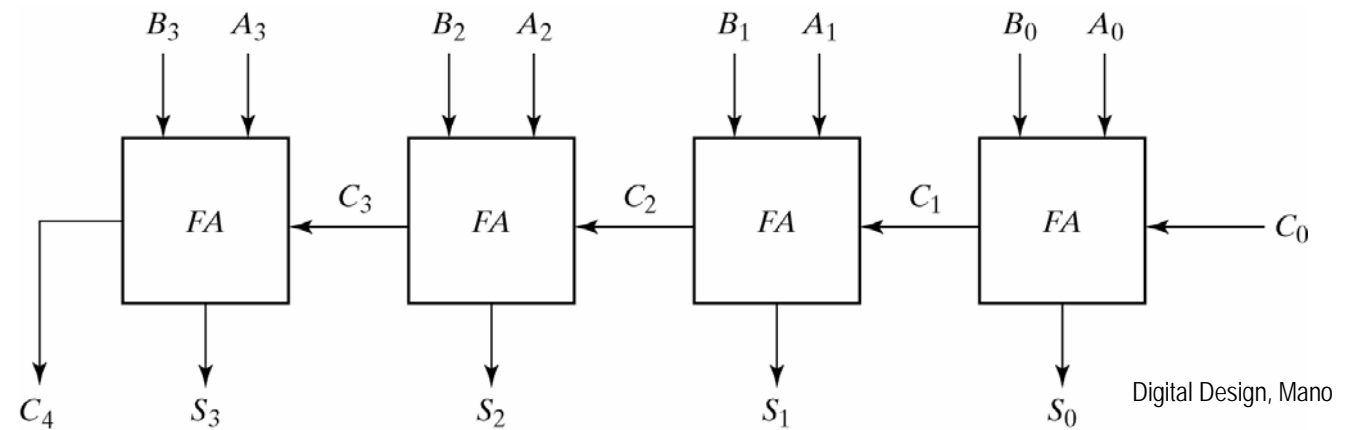 B₃ A₃ B₂ A₂ B₁ A₁ B₀ A₀
FA C₃ FA C₂ FA C₁ FA C₀
C₄ S₃ S₂ S₁ S₀ Digital Design, Mano